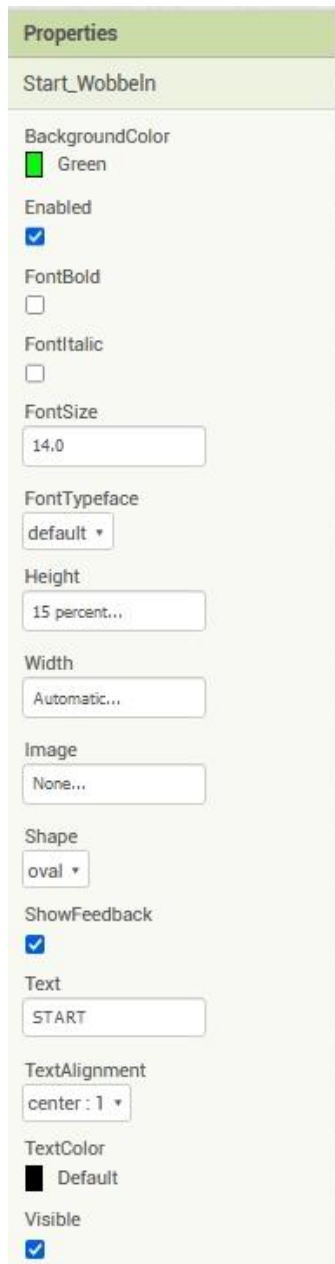 Properties
Start_Wobbeln
BackgroundColor
Green
Enabled
FontBold
FontItalic
FontSize
14.0
FontTypeface
default
Height
15 percent...
Width
Automatic...
Image
None...
Shape
oval
ShowFeedback
Text
START
TextAlignment
center : 1
TextColor
Default
Visible